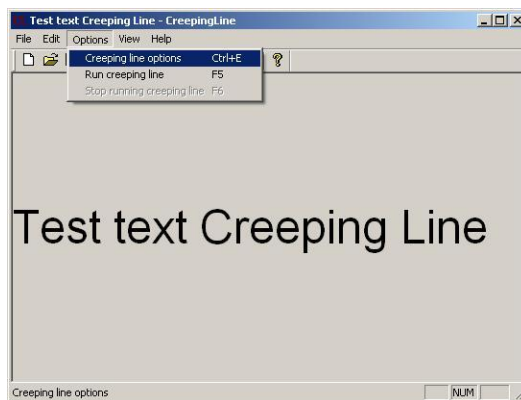 Test text Creeping Line - CreepingLine
File Edit Options View Help
Creeping line options Ctrl+E
Run creeping line F5
Stop running creeping line F6
Test text Creeping Line
Creeping line options NUM